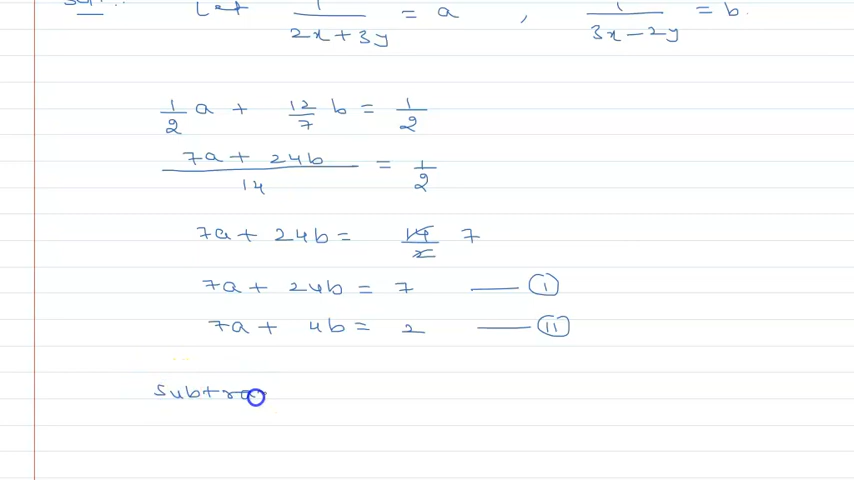 Let 1/(2x+3y) = a , 1/(3x-2y) = b.
1/2 a + 12/7 b = 1/2
(7a + 24b)/14 = 1/2
7a + 24b = 14/2 7
7a + 24b = 7 —— (i)
7a + 4b = 2 —— (ii)
subtra